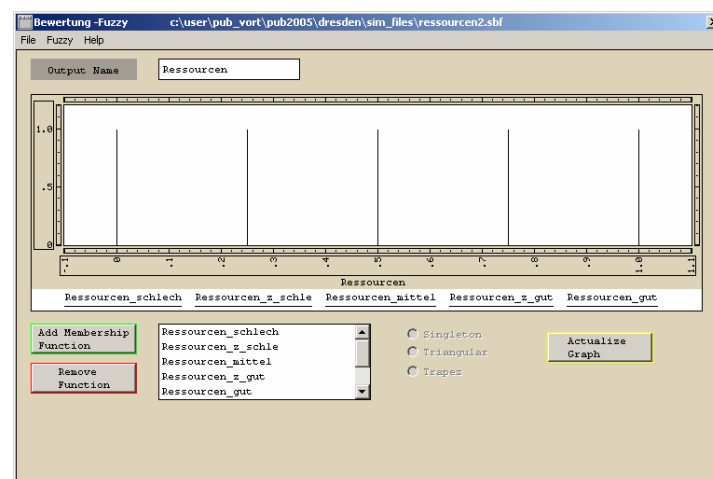 Bewertung -Fuzzy c:\user\pub_vort\pub2005\dresden\sim_files\ressourcen2.sbf
File Fuzzy Help
Output Name Ressourcen
1.0
.5
0
-.1 0 .1 .2 .3 .4 .5 .6 .7 .8 .9 1.0 1.1
Ressourcen
Ressourcen_schlech Ressourcen_z_schle Ressourcen_mittel Ressourcen_z_gut Ressourcen_gut
Add Membership Function
Remove Function
Ressourcen_schlech
Ressourcen_z_schle
Ressourcen_mittel
Ressourcen_z_gut
Ressourcen_gut
Singleton
Triangular
Trapez
Actualize Graph